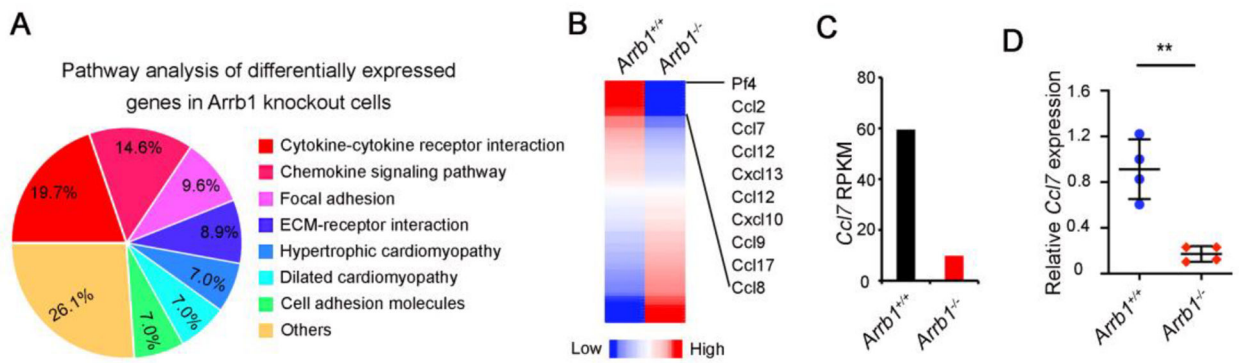 A
Pathway analysis of differentially expressed
genes in Arrb1 knockout cells
14.6%
19.7%
9.6%
8.9%
7.0%
7.0%
7.0%
26.1%
Cytokine-cytokine receptor interaction
Chemokine signaling pathway
Focal adhesion
ECM-receptor interaction
Hypertrophic cardiomyopathy
Dilated cardiomyopathy
Cell adhesion molecules
Others
B
Arrb1+/+
Arrb1-/-
Pf4
Ccl2
Ccl7
Ccl12
Cxcl13
Ccl12
Cxcl10
Ccl9
Ccl17
Ccl8
Low
High
C
Ccl7 RPKM
80
60
40
20
0
Arrb1+/+
Arrb1-/-
D
**
Relative Ccl7 expression
1.6
1.2
0.8
0.4
0
Arrb1+/+
Arrb1-/-